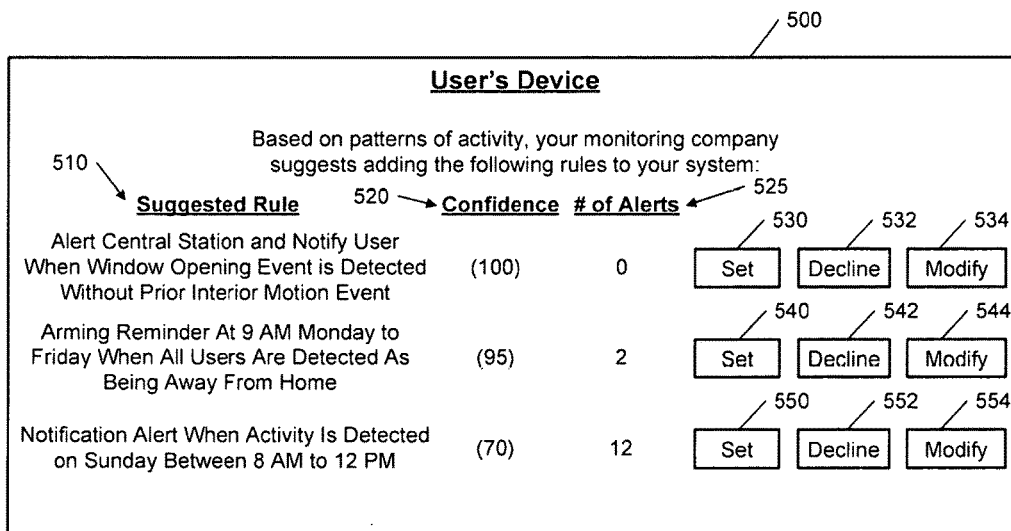 500
User's Device
Based on patterns of activity, your monitoring company
suggests adding the following rules to your system:
510
520
525
Suggested Rule Confidence # of Alerts
530 532 534
Alert Central Station and Notify User
When Window Opening Event is Detected
Without Prior Interior Motion Event
(100) 0 Set Decline Modify
540 542 544
Arming Reminder At 9 AM Monday to
Friday When All Users Are Detected As
Being Away From Home
(95) 2 Set Decline Modify
550 552 554
Notification Alert When Activity Is Detected
on Sunday Between 8 AM to 12 PM
(70) 12 Set Decline Modify